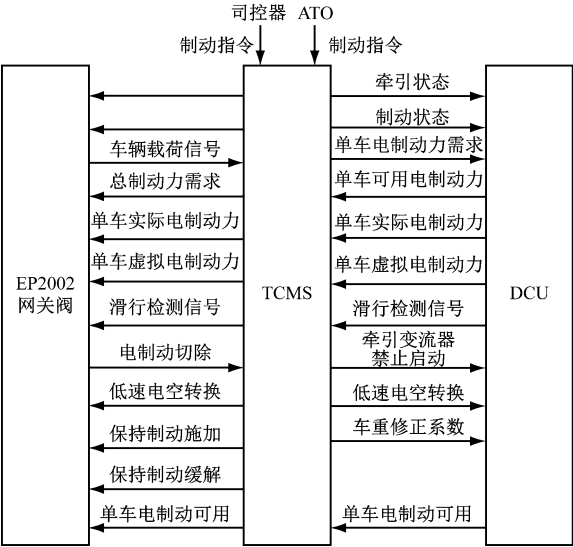 司控器 ATO
制动指令 制动指令
牵引状态
制动状态
车辆载荷信号 单车电制动力需求
总制动力需求 单车可用电制动力
单车实际电制动力 单车实际电制动力
单车虚拟电制动力 单车虚拟电制动力
EP2002
网关阀
TCMS
DCU
滑行检测信号 滑行检测信号
电制动切除 牵引变流器
禁止启动
低速电空转换 低速电空转换
保持制动施加 车重修正系数
保持制动缓解
单车电制动可用 单车电制动可用